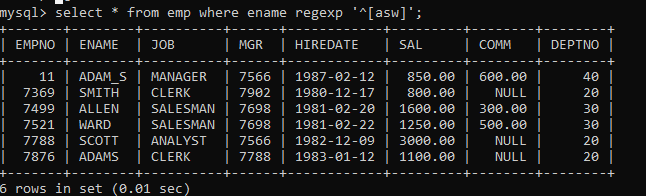 mysql> select * from emp where ename regexp '^[asw]';
+-------+--------+----------+------+------------+---------+--------+--------+
| EMPNO | ENAME  | JOB      | MGR  | HIREDATE   | SAL     | COMM   | DEPTNO |
+-------+--------+----------+------+------------+---------+--------+--------+
|    11 | ADAM_S | MANAGER  | 7566 | 1987-02-12 |  850.00 | 600.00 |     40 |
|  7369 | SMITH  | CLERK    | 7902 | 1980-12-17 |  800.00 |   NULL |     20 |
|  7499 | ALLEN  | SALESMAN | 7698 | 1981-02-20 | 1600.00 | 300.00 |     30 |
|  7521 | WARD   | SALESMAN | 7698 | 1981-02-22 | 1250.00 | 500.00 |     30 |
|  7788 | SCOTT  | ANALYST  | 7566 | 1982-12-09 | 3000.00 |   NULL |     20 |
|  7876 | ADAMS  | CLERK    | 7788 | 1983-01-12 | 1100.00 |   NULL |     20 |
+-------+--------+----------+------+------------+---------+--------+--------+
6 rows in set (0.01 sec)